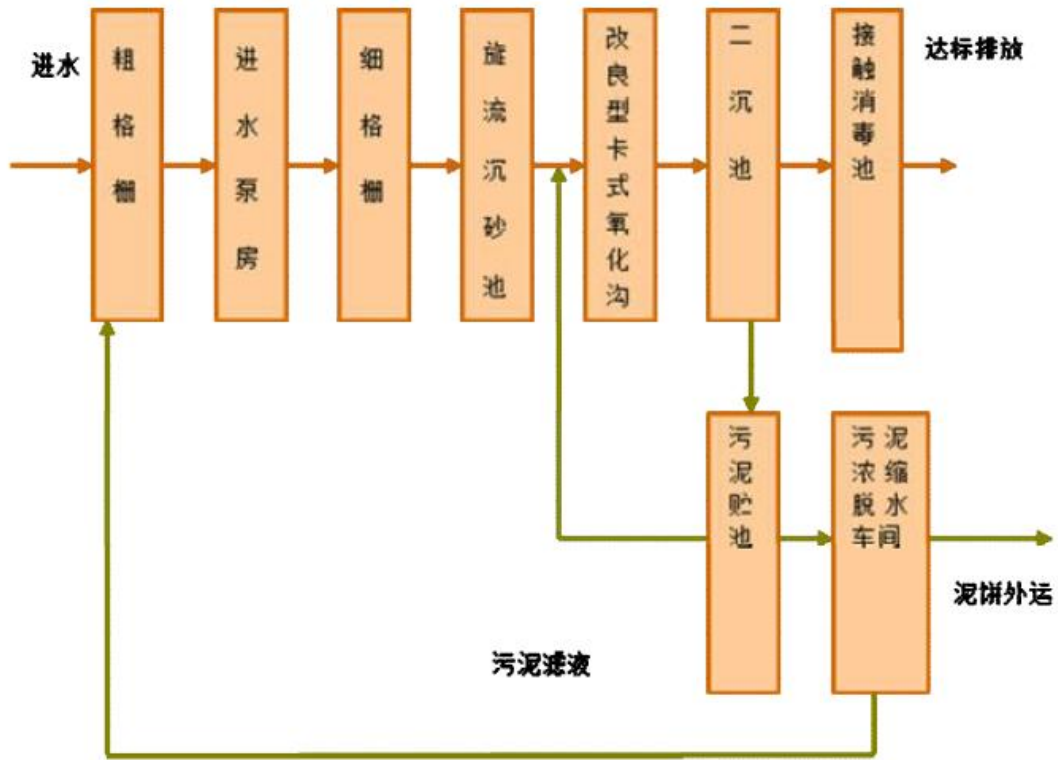 进水
粗格栅
进水泵房
细格栅
旋流沉砂池
改良型卡式氧化沟
二沉池
接触消毒池
达标排放
污泥贮池
污泥
浓缩
脱水
车间
泥饼外运
污泥滤液